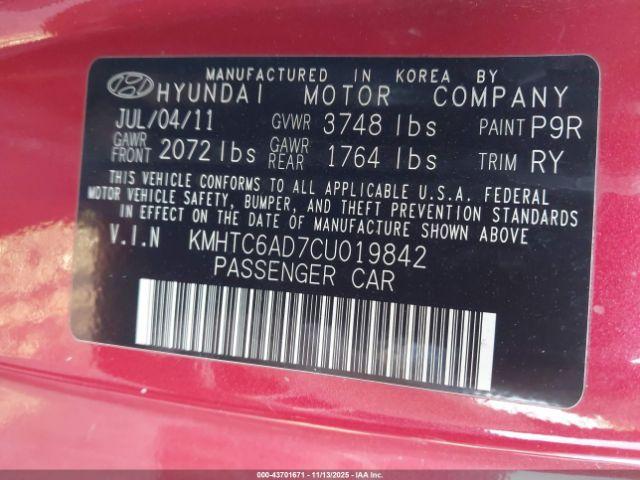 MANUFACTURED IN KOREA BY
HYUNDAI MOTOR COMPANY
JUL/04/11 GVWR 3748 lbs PAINT P9R
GAWR FRONT 2072 lbs GAWR REAR 1764 lbs TRIM RY
THIS VEHICLE CONFORMS TO ALL APPLICABLE U.S.A. FEDERAL
MOTOR VEHICLE SAFETY, BUMPER, AND THEFT PREVENTION STANDARDS
IN EFFECT ON THE DATE OF MANUFACTURE SHOWN ABOVE
V.I.N KMHTC6AD7CU019842
PASSENGER CAR
000-43701671 - 11/13/2025 - IAAI.COM